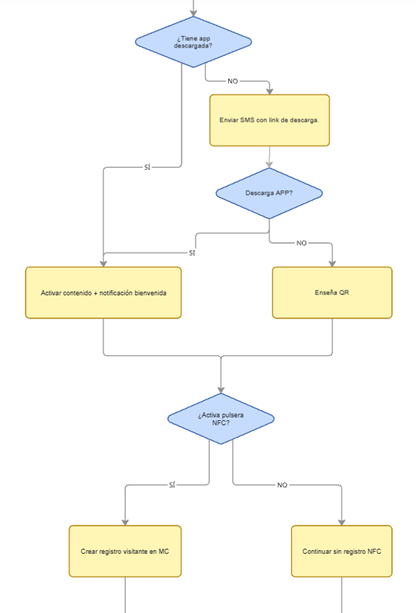 ¿Tiene app
descargada?
NO
Enviar SMS con link de descarga.
SÍ
Descarga APP?
NO
SI
Activar contenido + notificación bienvenida
Enseña QR
¿Activa pulsera
NFC?
SÍ
NO
Crear registro visitante en MC
Continuar sin registro NFC